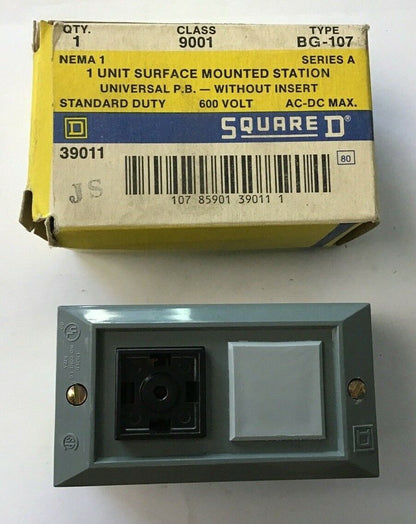 QTY. CLASS TYPE
1 9001 BG-107
NEMA 1 SERIES A
1 UNIT SURFACE MOUNTED STATION
UNIVERSAL P.B. — WITHOUT INSERT
STANDARD DUTY 600 VOLT AC-DC MAX.
D SQUARE D®
39011
80
JS
107 85901 39011 1
UL
D